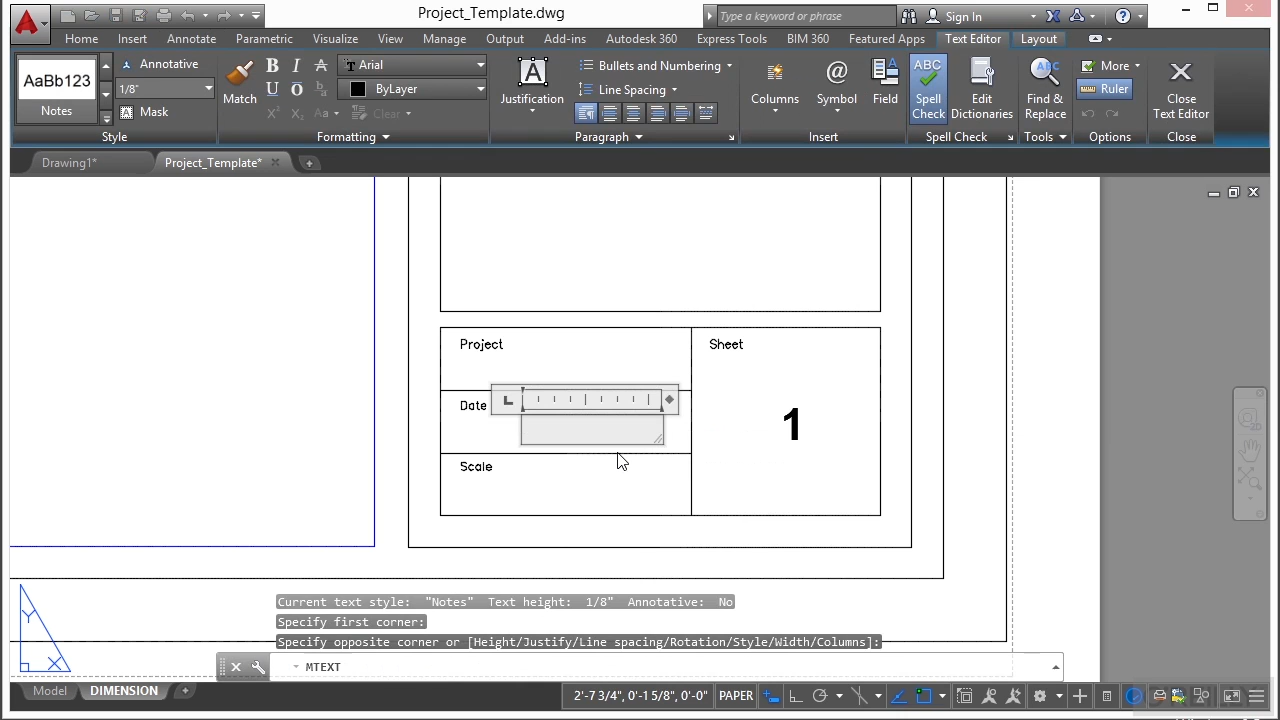 Project_Template.dwg
Type a keyword or phrase
Sign In
Home Insert Annotate Parametric Visualize View Manage Output Add-ins Autodesk 360 Express Tools BIM 360 Featured Apps Text Editor Layout
AaBb123
Notes
Annotative
1/8"
Mask
Style
Match
B I A
U O b/a
X² X₂ Aa Clear
Arial
ByLayer
Formatting
A
Justification
Bullets and Numbering
Line Spacing
Paragraph
Columns
@
Symbol
Field
Insert
ABC
Spell
Check
Edit
Dictionaries
Spell Check
Find &
Replace
Tools
More
Ruler
Options
Close
Text Editor
Close
Drawing1*
Project_Template*
Project
Sheet
Date
1
Scale
Y
X
2D
Current text style: "Notes" Text height: 1/8" Annotative: No
Specify first corner:
Specify opposite corner or [Height/Justify/Line spacing/Rotation/Style/Width/Columns]:
MTEXT
Model DIMENSION
2'-7 3/4", 0'-1 5/8", 0'-0" PAPER